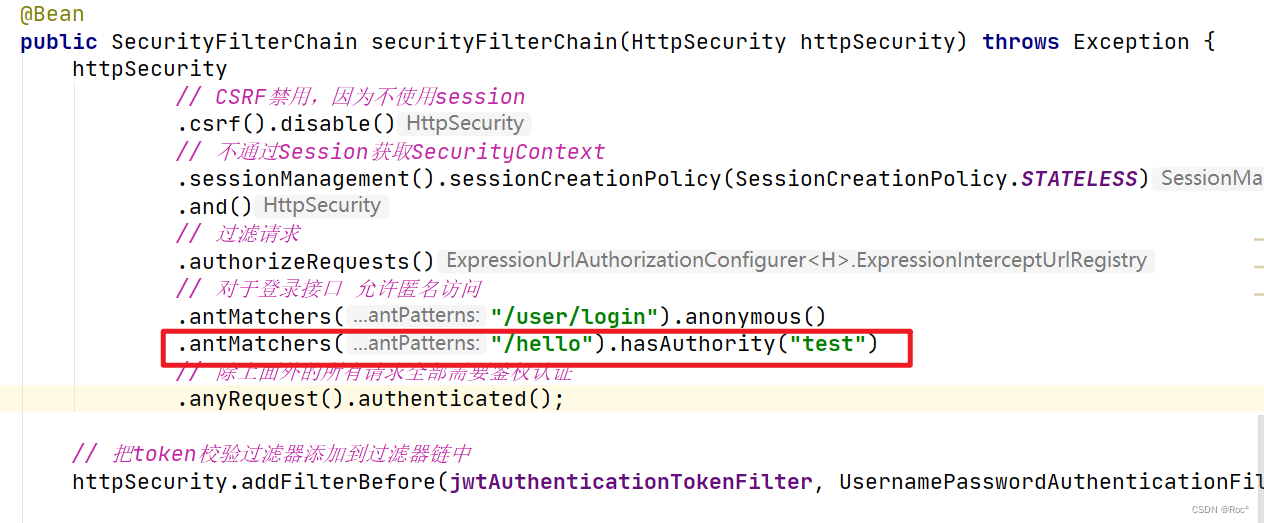 @Bean
public SecurityFilterChain securityFilterChain(HttpSecurity httpSecurity) throws Exception {
httpSecurity
// CSRF禁用，因为不使用session
.csrf().disable() HttpSecurity
// 不通过Session获取SecurityContext
.sessionManagement().sessionCreationPolicy(SessionCreationPolicy.STATELESS) SessionMa
.and() HttpSecurity
// 过滤请求
.authorizeRequests() ExpressionUrlAuthorizationConfigurer<H>.ExpressionInterceptUrlRegistry
// 对于登录接口 允许匿名访问
.antMatchers( ...antPatterns: "/user/login").anonymous()
.antMatchers( ...antPatterns: "/hello").hasAuthority("test")
// 除上面外的所有请求全部需要鉴权认证
.anyRequest().authenticated();
// 把token校验过滤器添加到过滤器链中
httpSecurity.addFilterBefore(jwtAuthenticationTokenFilter, UsernamePasswordAuthenticationFil
CSDN @Roc°